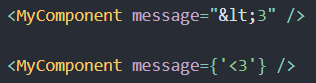 <MyComponent message="&lt;3" />
<MyComponent message={'<3'} />